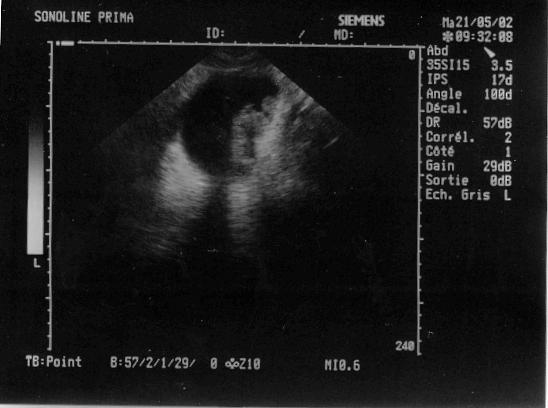 SONOLINE PRIMA
SIEMENS
Ma21/05/02
ID: / MD:
✱09:32:08
0
Abd
35SI15 3.5
IPS 17d
Angle 100d
Décal.
DR 57dB
Corrél. 2
Côté 1
Gain 29dB
Sortie 0dB
Ech. Gris L
L
240
TB:Point B:57/2/1/29/ 0 Z10 MI0.6